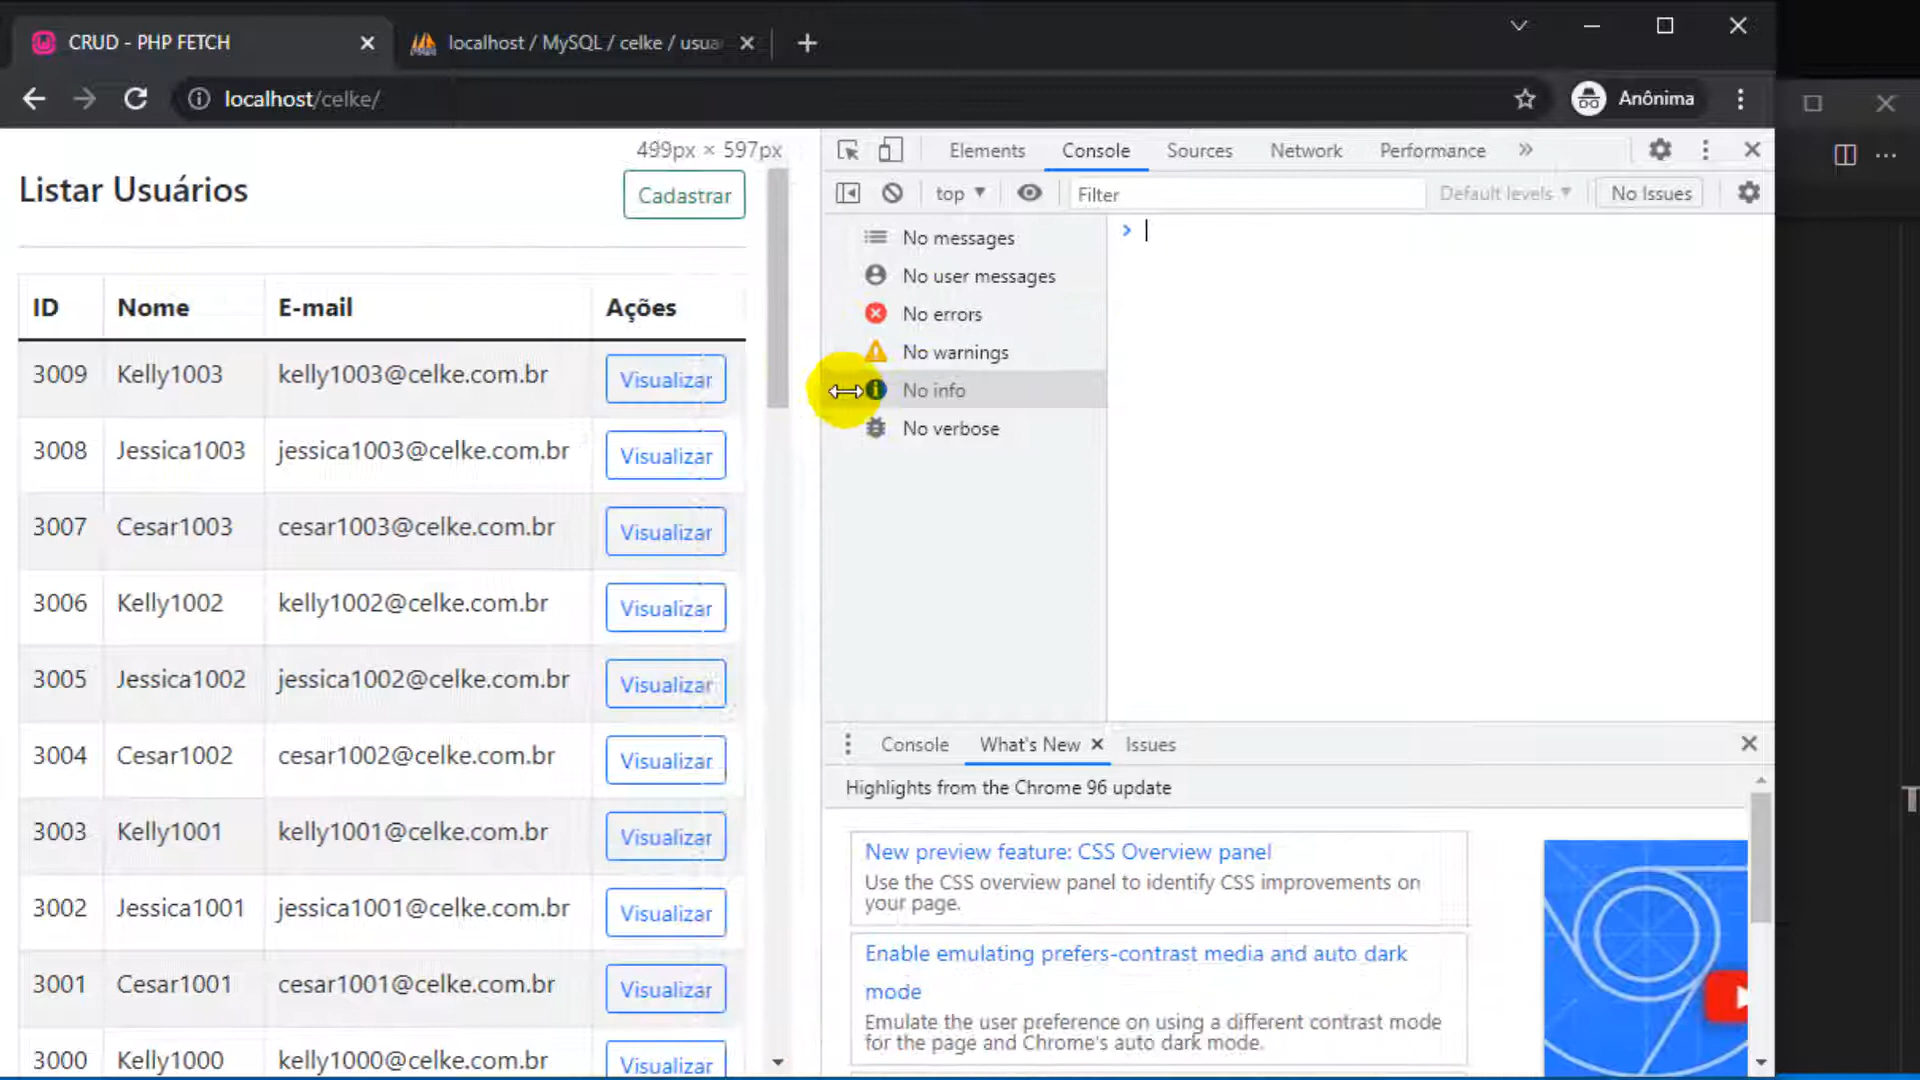 CRUD - PHP FETCH
localhost / MySQL / celke / usua
localhost/celke/
Anônima
499px × 597px
Listar Usuários
Cadastrar
ID Nome E-mail Ações
3009 Kelly1003 kelly1003@celke.com.br Visualizar
3008 Jessica1003 jessica1003@celke.com.br Visualizar
3007 Cesar1003 cesar1003@celke.com.br Visualizar
3006 Kelly1002 kelly1002@celke.com.br Visualizar
3005 Jessica1002 jessica1002@celke.com.br Visualizar
3004 Cesar1002 cesar1002@celke.com.br Visualizar
3003 Kelly1001 kelly1001@celke.com.br Visualizar
3002 Jessica1001 jessica1001@celke.com.br Visualizar
3001 Cesar1001 cesar1001@celke.com.br Visualizar
3000 Kelly1000 kelly1000@celke.com.br Visualizar
Elements Console Sources Network Performance
top Filter Default levels No Issues
No messages
No user messages
No errors
No warnings
No info
No verbose
Console What's New Issues
Highlights from the Chrome 96 update
New preview feature: CSS Overview panel
Use the CSS overview panel to identify CSS improvements on
your page.
Enable emulating prefers-contrast media and auto dark
mode
Emulate the user preference on using a different contrast mode
for the page and Chrome's auto dark mode.